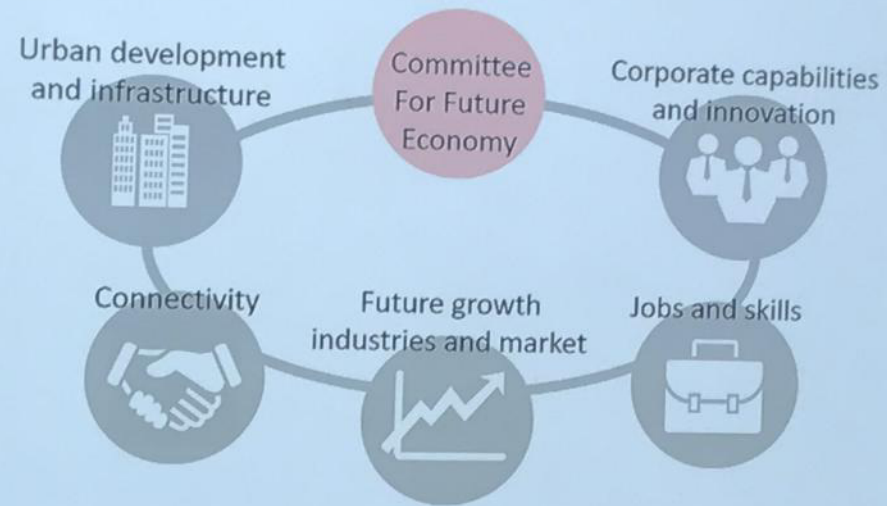 Urban development
and infrastructure
Committee
For Future
Economy
Corporate capabilities
and innovation
Connectivity
Future growth
industries and market
Jobs and skills